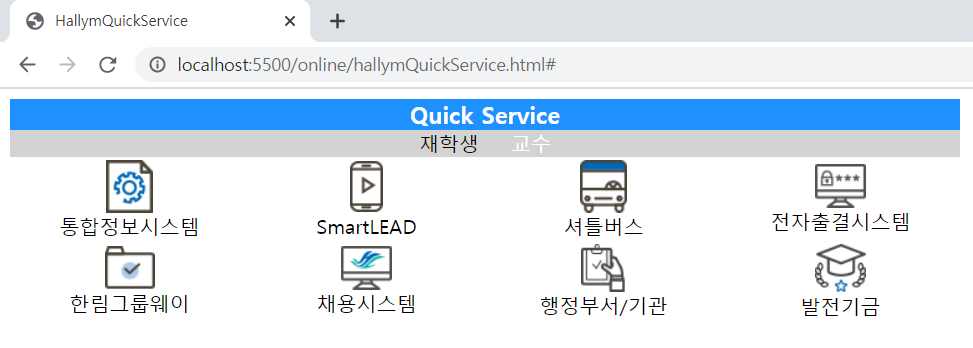 HallymQuickService
localhost:5500/online/hallymQuickService.html#
Quick Service
재학생 교수
통합정보시스템 SmartLEAD 셔틀버스 전자출결시스템
한림그룹웨이 채용시스템 행정부서/기관 발전기금